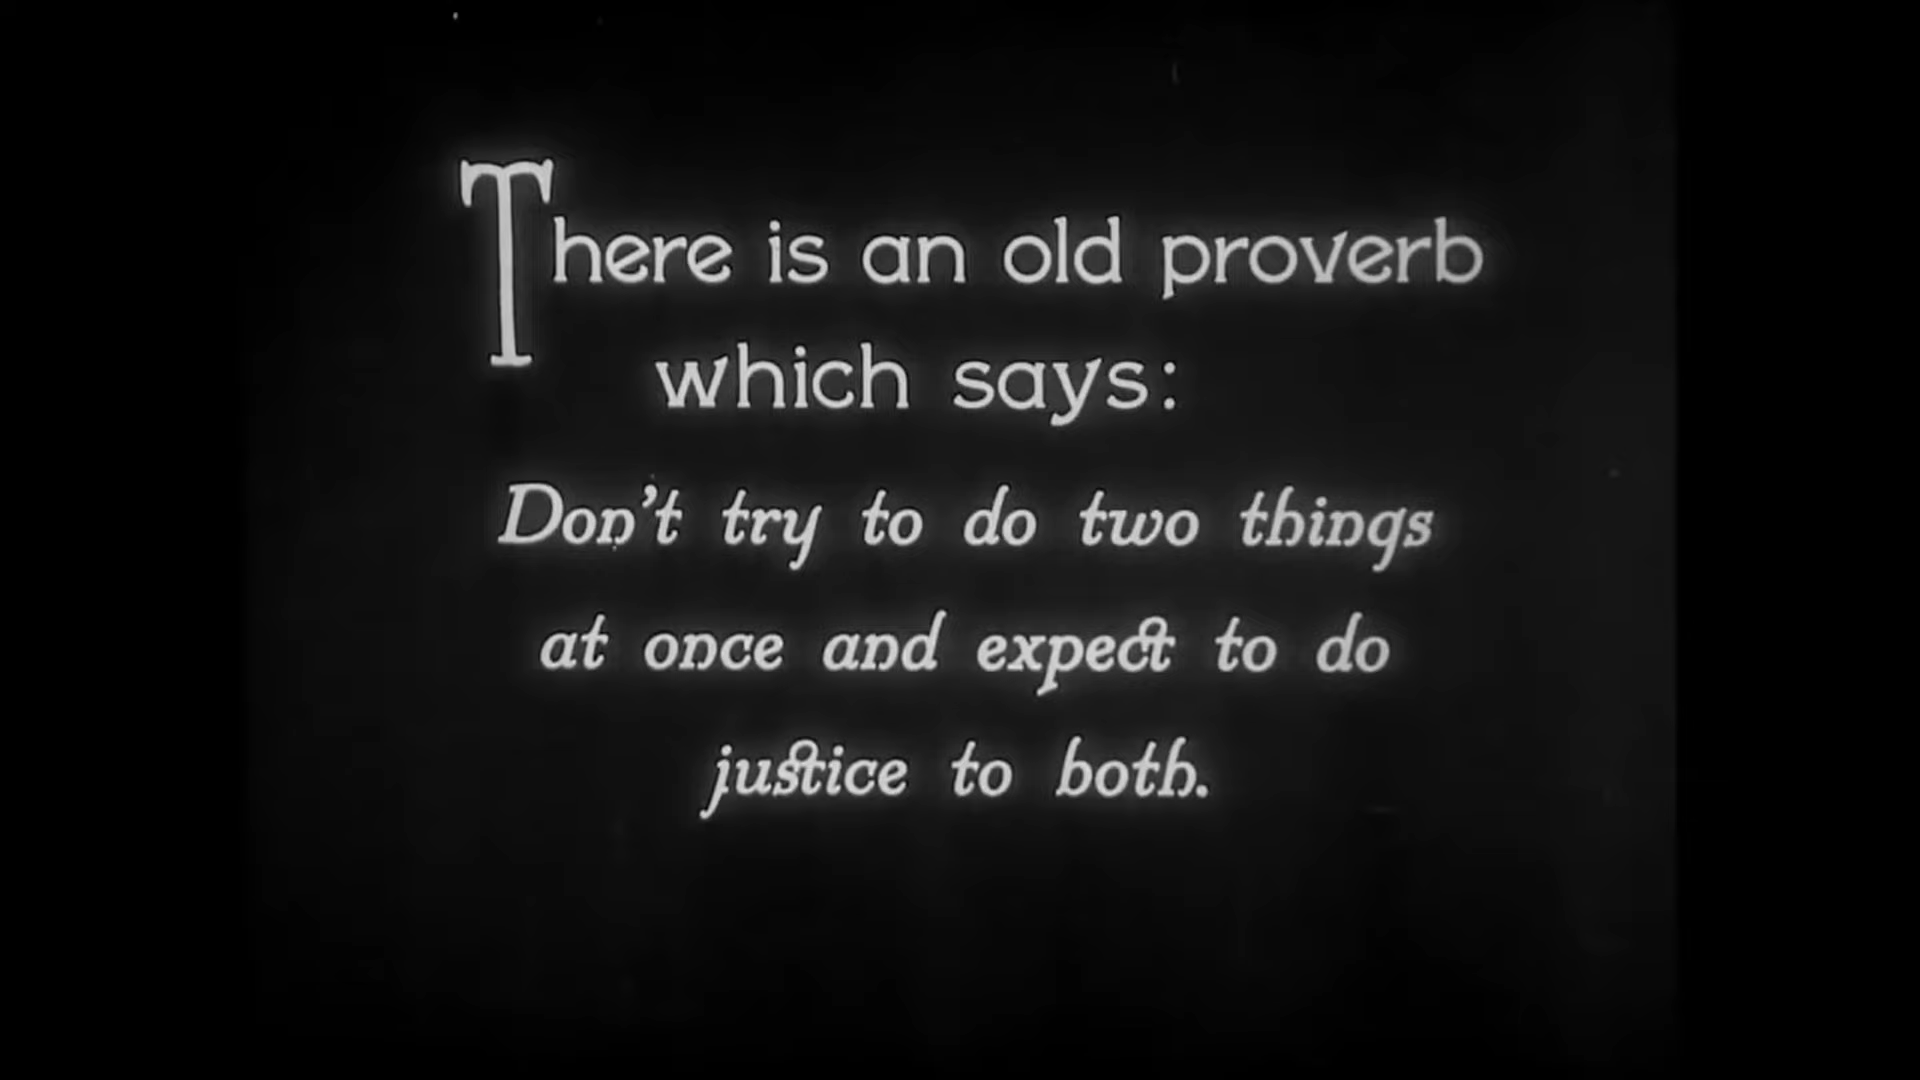 There is an old proverb
which says:
Don't try to do two things
at once and expect to do
justice to both.